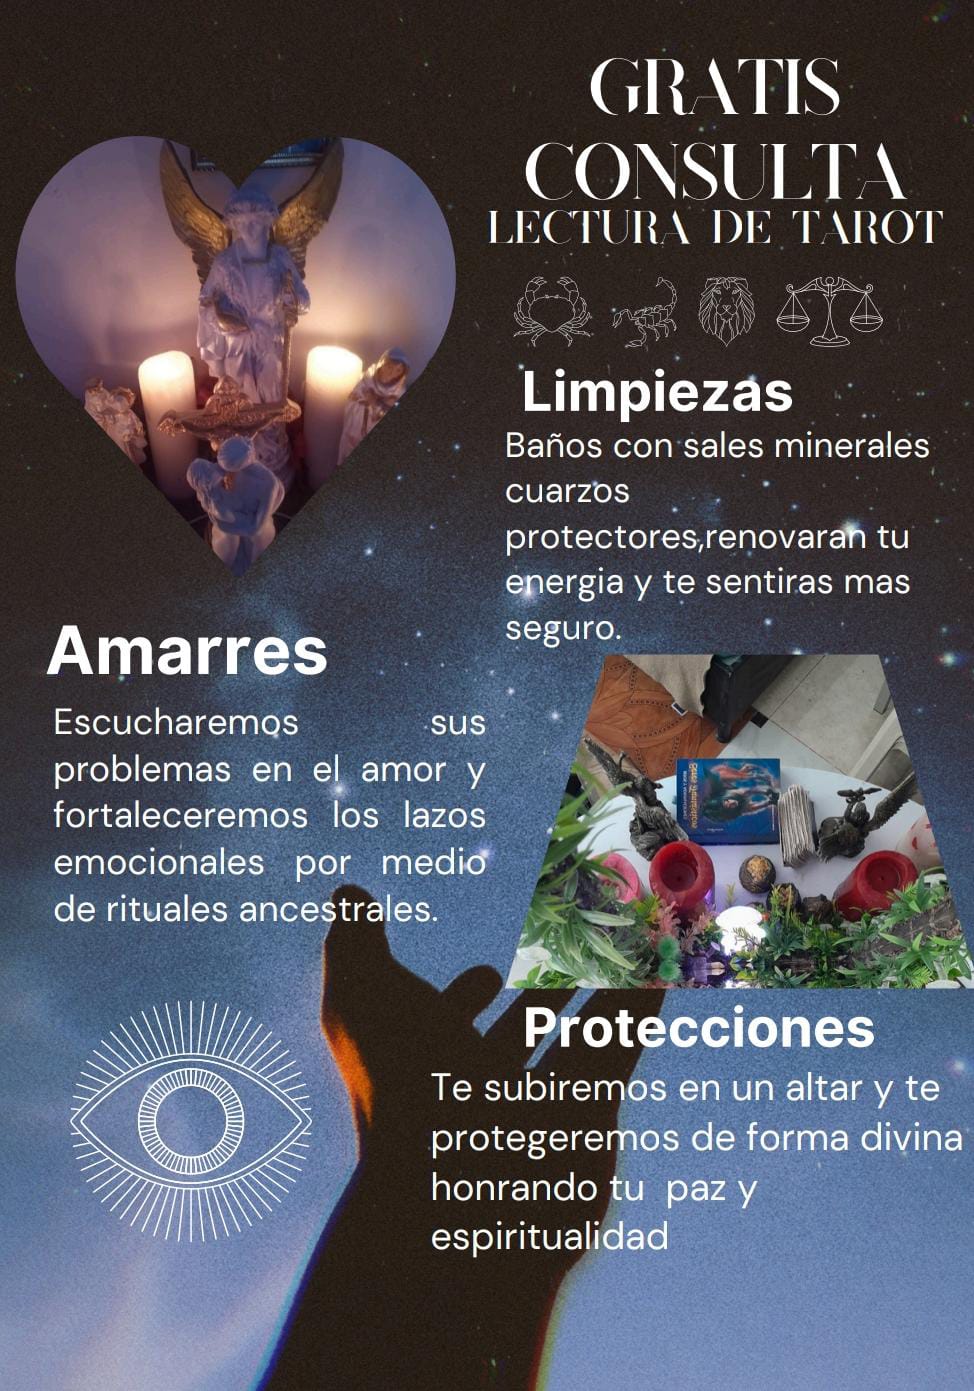 GRATIS
CONSULTA
LECTURA DE TAROT
Limpiezas
Baños con sales minerales
cuarzos
protectores,renovaran tu
energia y te sentiras mas
seguro.
Amarres
Escucharemos sus
problemas en el amor y
fortaleceremos los lazos
emocionales por medio
de rituales ancestrales.
Protecciones
Te subiremos en un altar y te
protegeremos de forma divina
honrando tu paz y
espiritualidad